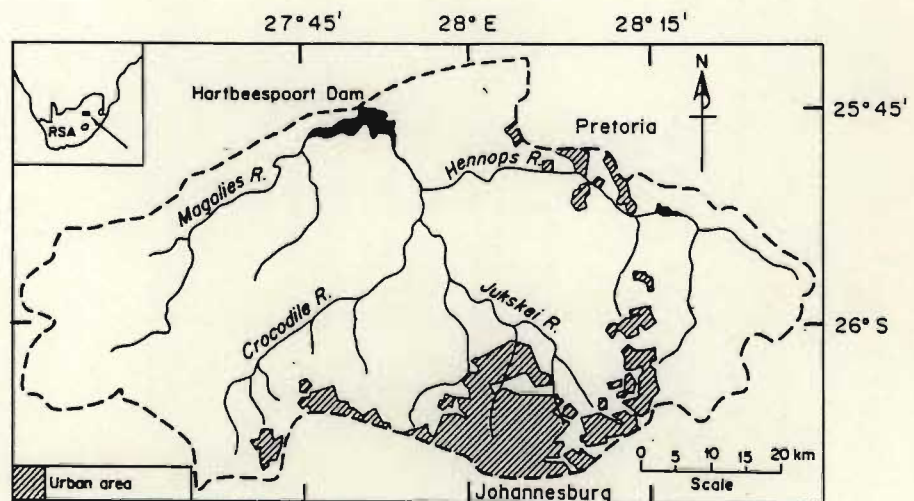 27°45' 28°E 28°15'
N
Hartbeespoort Dam
25°45'
Pretoria
RSA
Hennops R.
Magalies R.
Jukskei R.
Crocodile R.
26°S
0 5 10 15 20 km
Urban area
Scale
Johannesburg